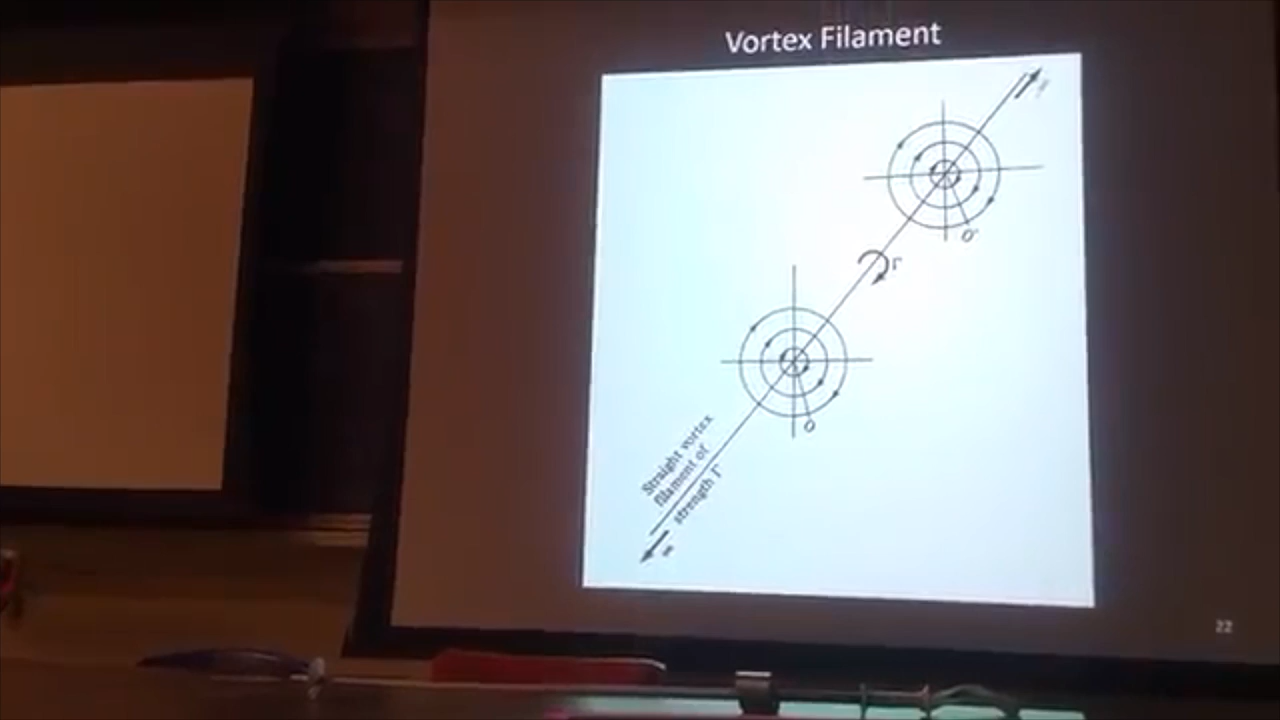 Vortex Filament
O'
Γ
O
Straight vortex
filament of
strength Γ
∞
22